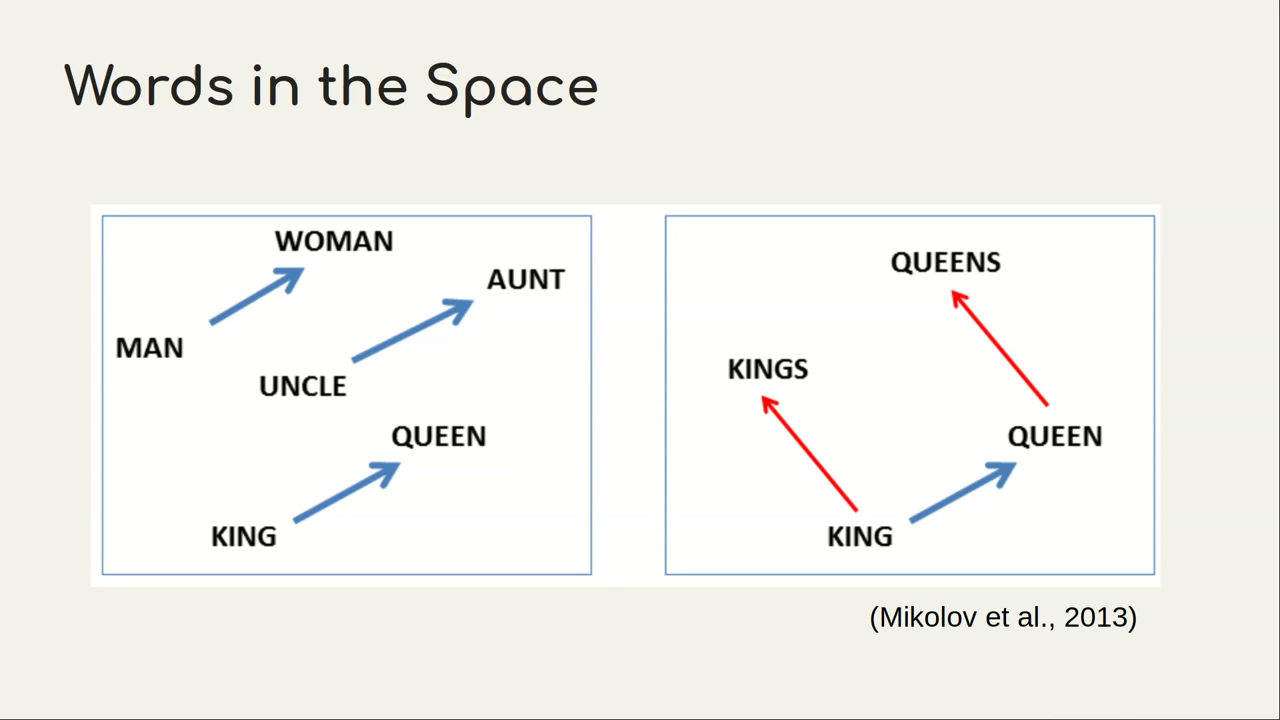 Words in the Space
WOMAN
AUNT
MAN
UNCLE
QUEEN
KING
QUEENS
KINGS
QUEEN
KING
(Mikolov et al., 2013)